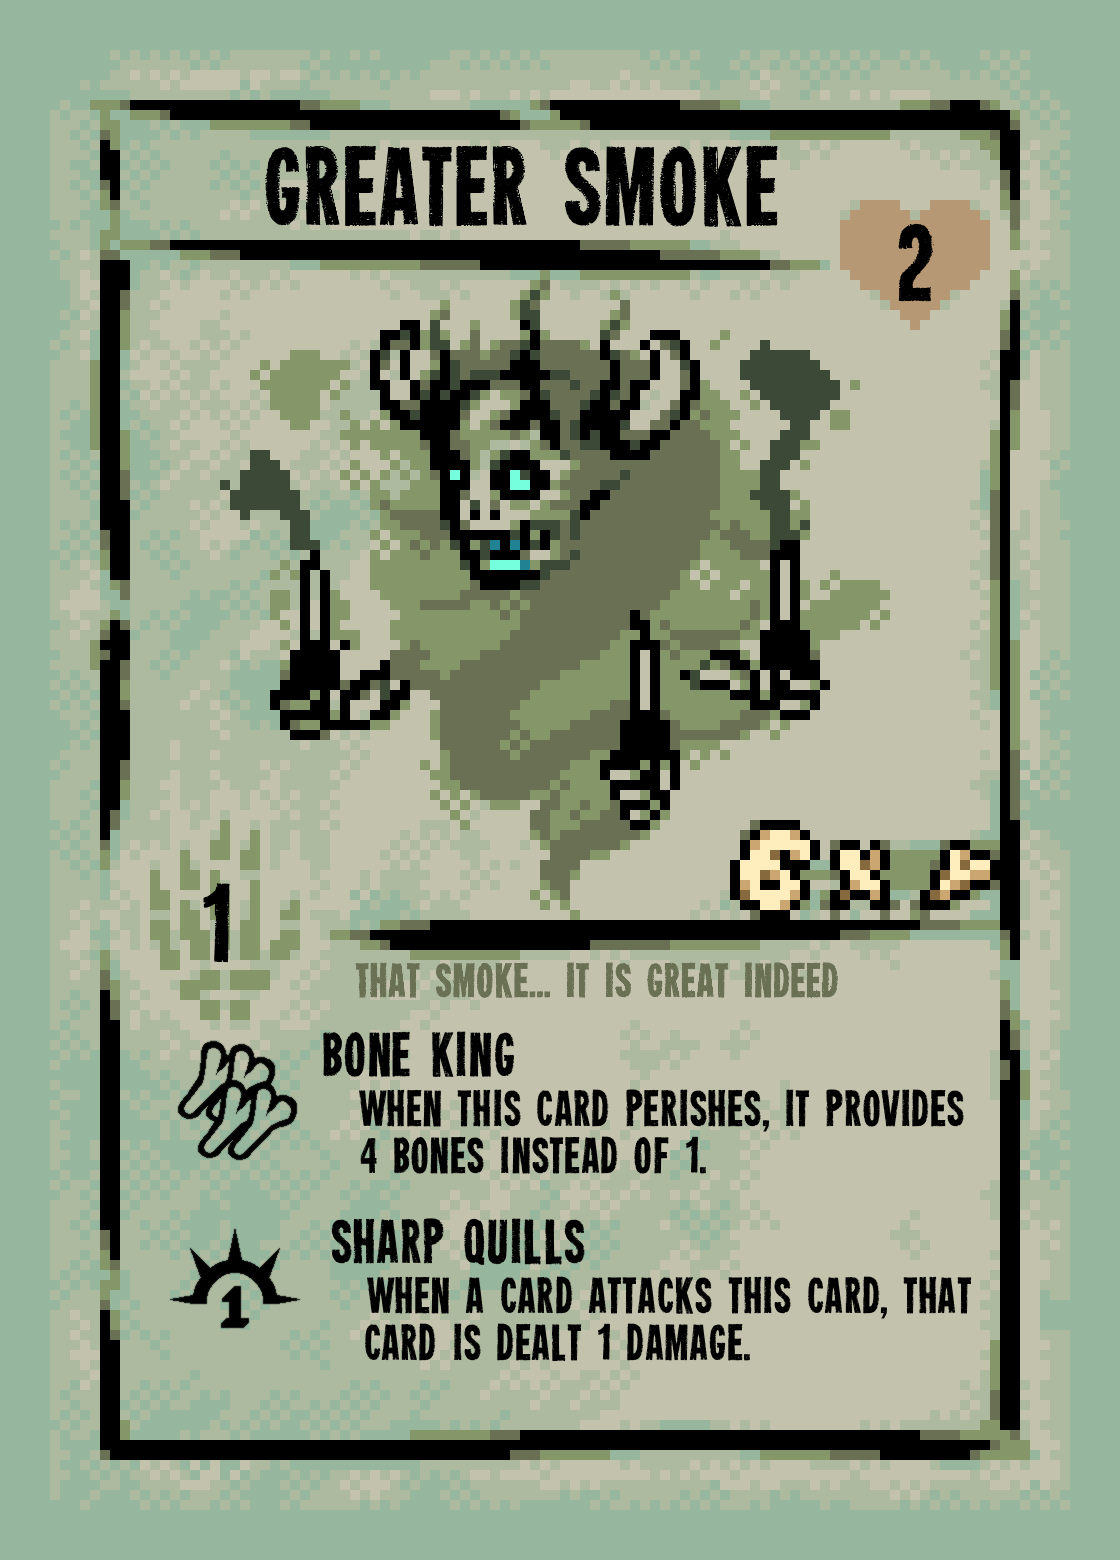 GREATER SMOKE
2
1
6X
THAT SMOKE... IT IS GREAT INDEED
BONE KING
WHEN THIS CARD PERISHES, IT PROVIDES
4 BONES INSTEAD OF 1.
SHARP QUILLS
WHEN A CARD ATTACKS THIS CARD, THAT
1
CARD IS DEALT 1 DAMAGE.